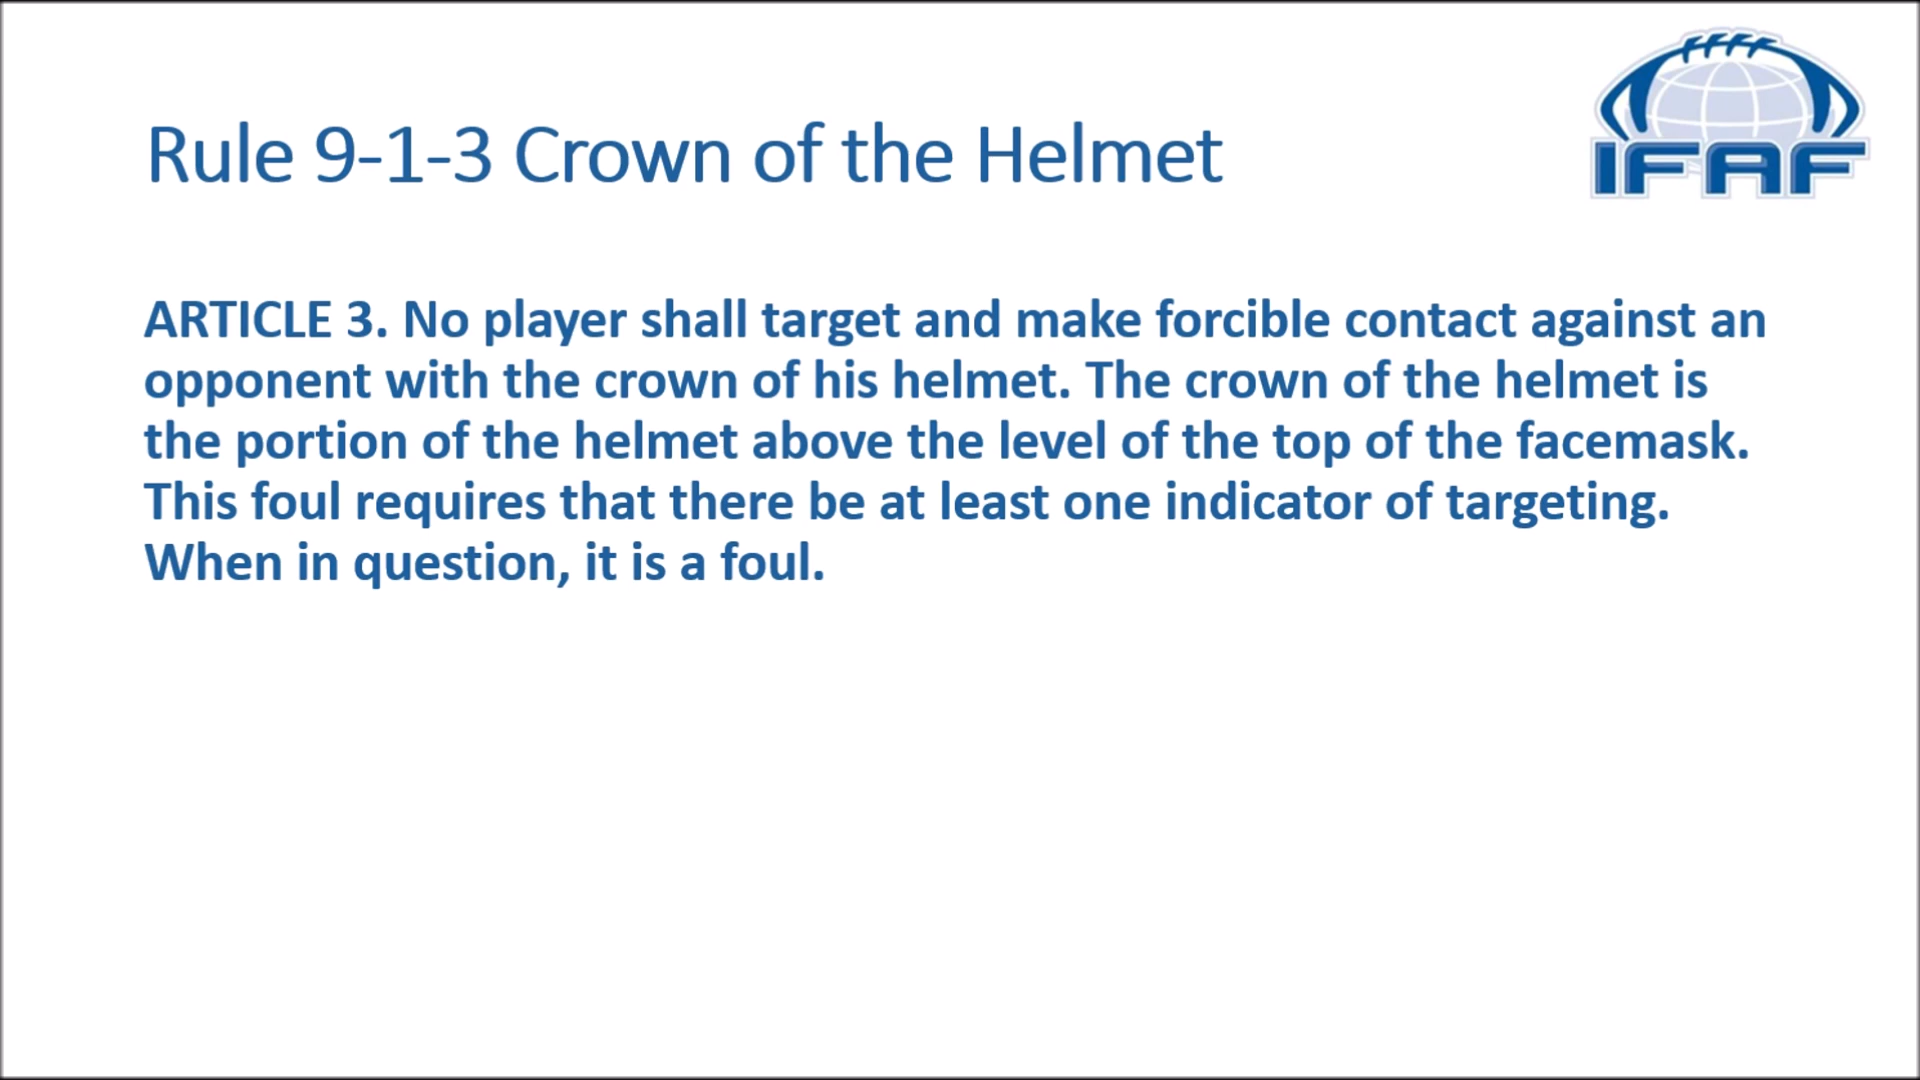 Rule 9-1-3 Crown of the Helmet
IFAF
ARTICLE 3. No player shall target and make forcible contact against an
opponent with the crown of his helmet. The crown of the helmet is
the portion of the helmet above the level of the top of the facemask.
This foul requires that there be at least one indicator of targeting.
When in question, it is a foul.